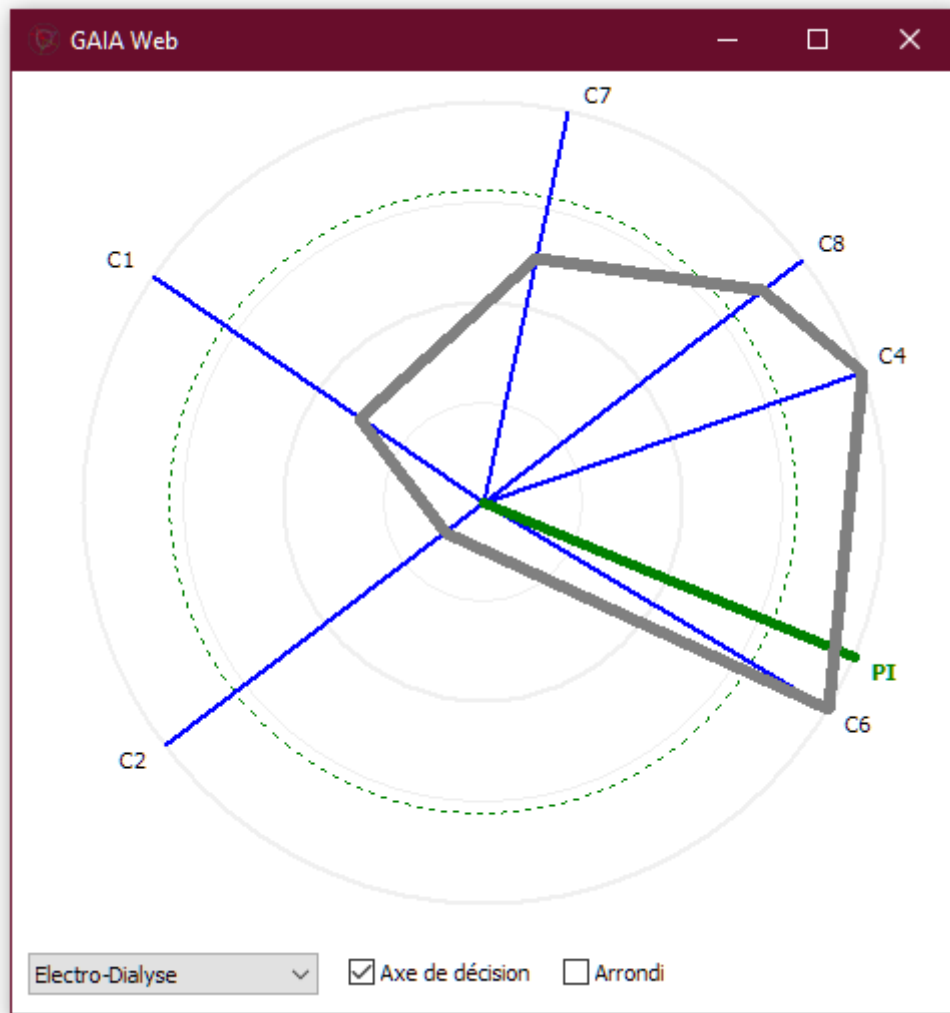 GAIA Web
C7
C8
C1
C4
PI
C6
C2
Electro-Dialyse
Axe de décision
Arrondi